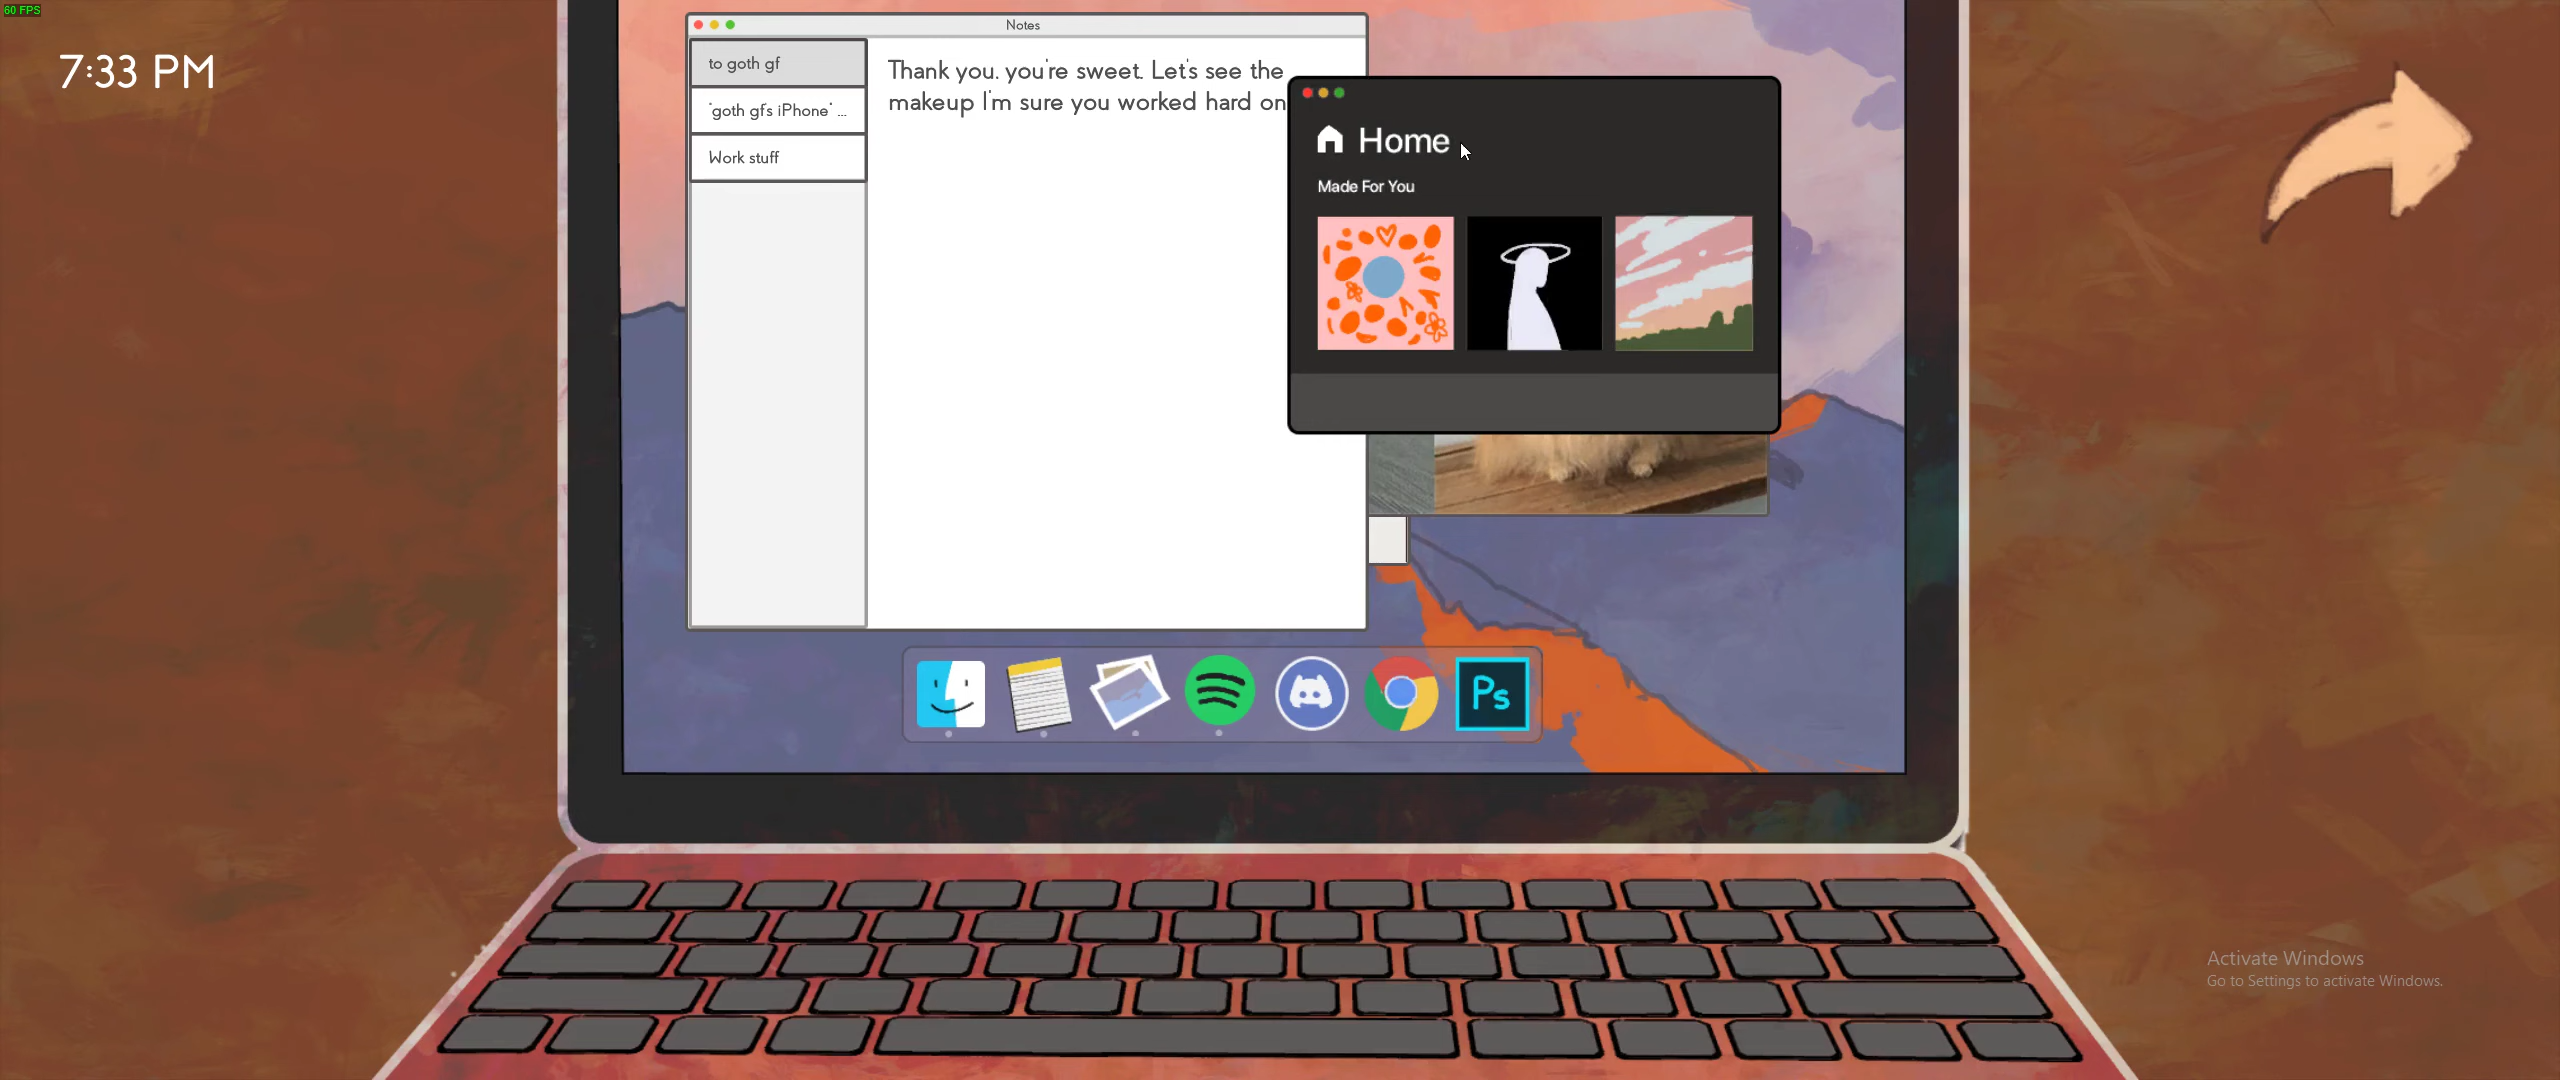 60 FPS
7:33 PM
Notes
to goth gf
"goth gf's iPhone" ...
Work stuff
Thank you. you're sweet. Let's see the
makeup I'm sure you worked hard on
Home
Made For You
Ps
Activate Windows
Go to Settings to activate Windows.